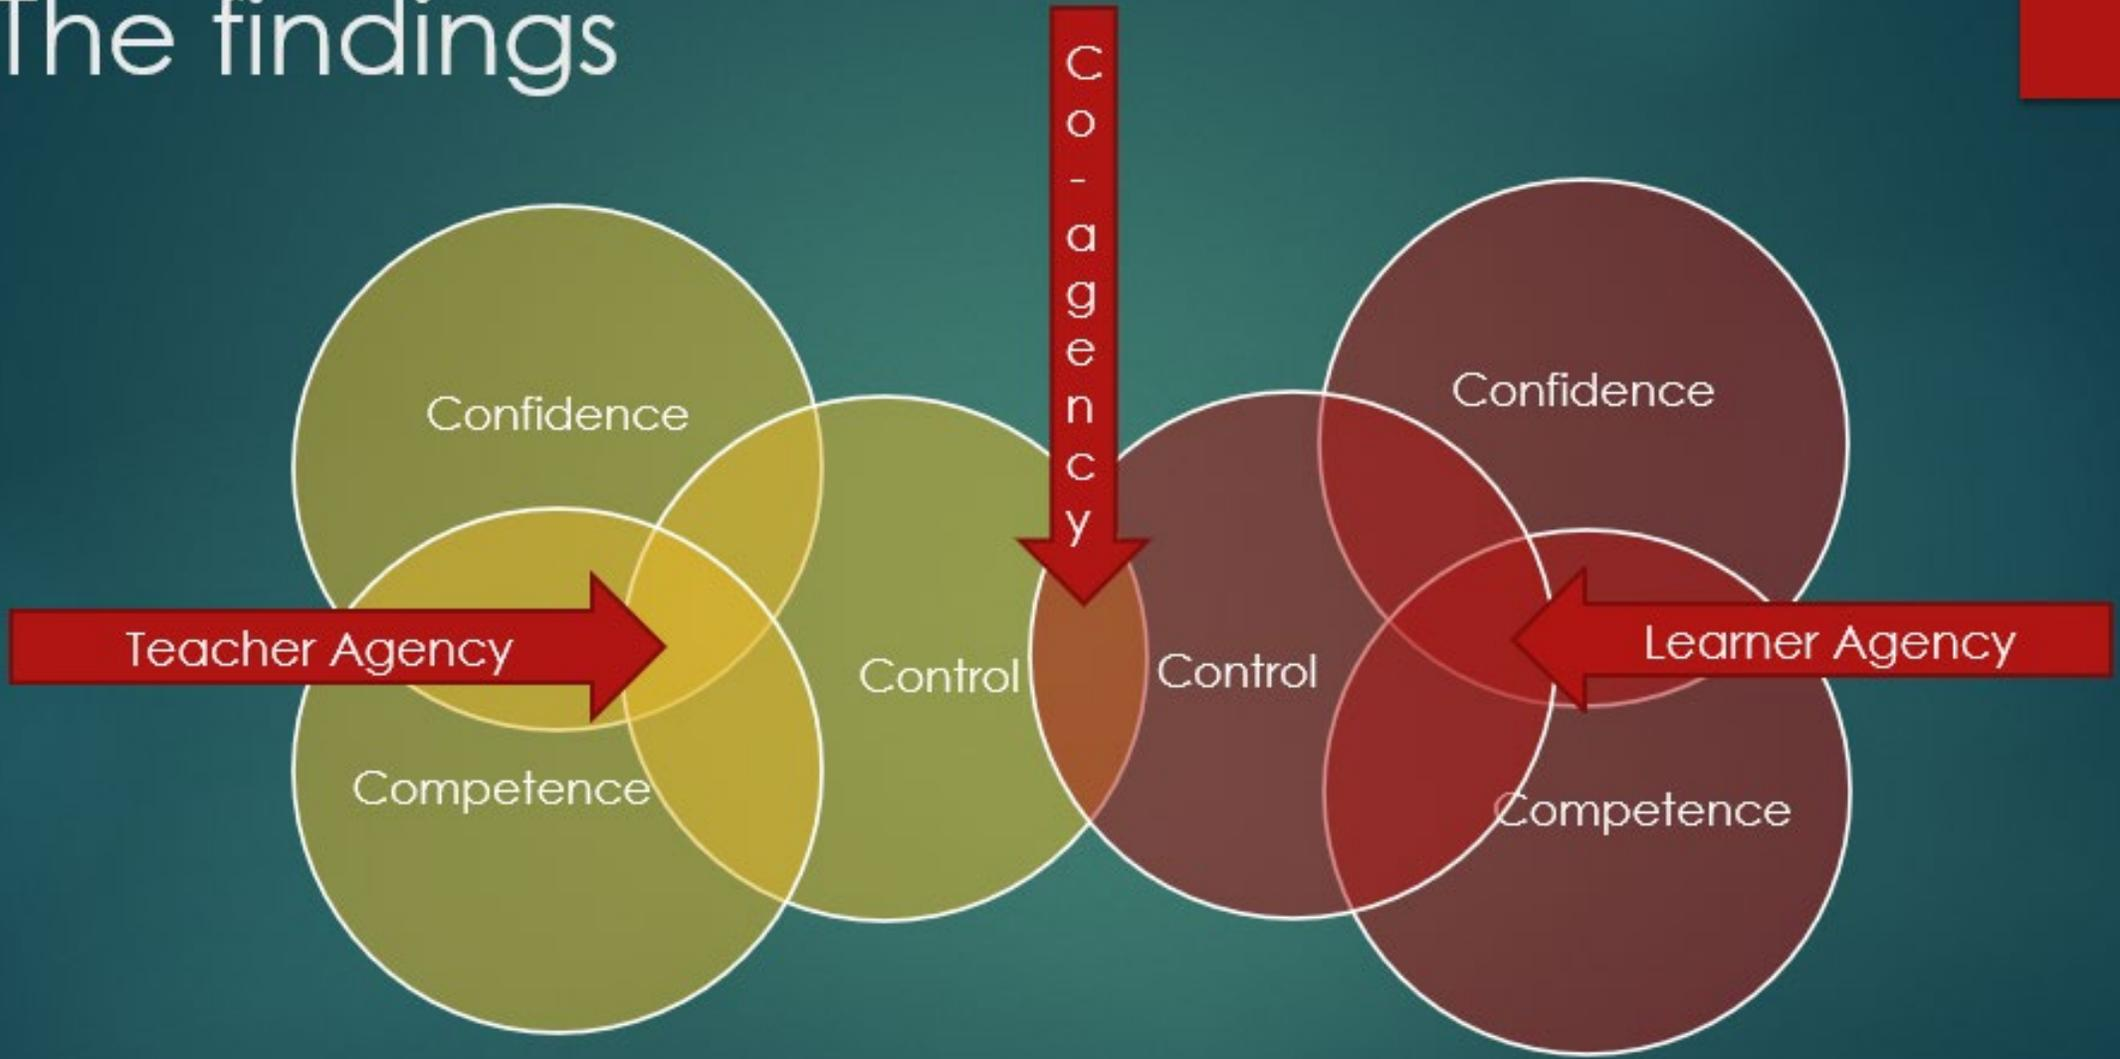 The findings
Co-agency
Confidence
Confidence
Teacher Agency
Learner Agency
Control
Control
Competence
Competence